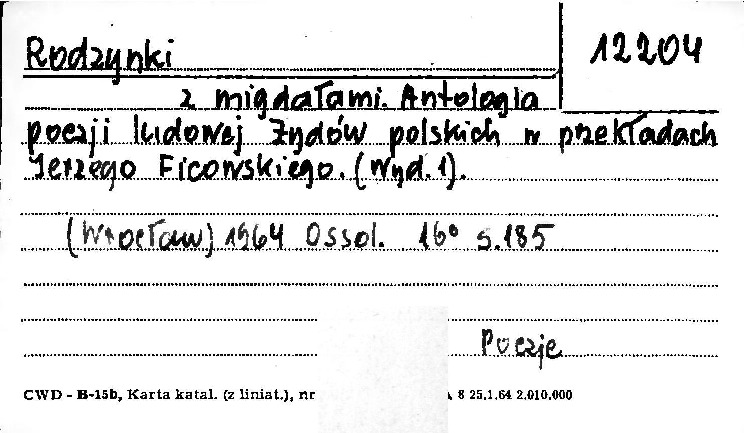 Rodzynki 12204
z migdałami. Antologia
poezji ludowej Żydów polskich w przekładach
Jerzego Ficowskiego. (Wyd. 1).
(Wrocław) 1964 Ossol. 16° s. 185
Poezje
CWD - B-15b, Karta katal. (z liniat.), nr 8 25.1.64 2.010.000